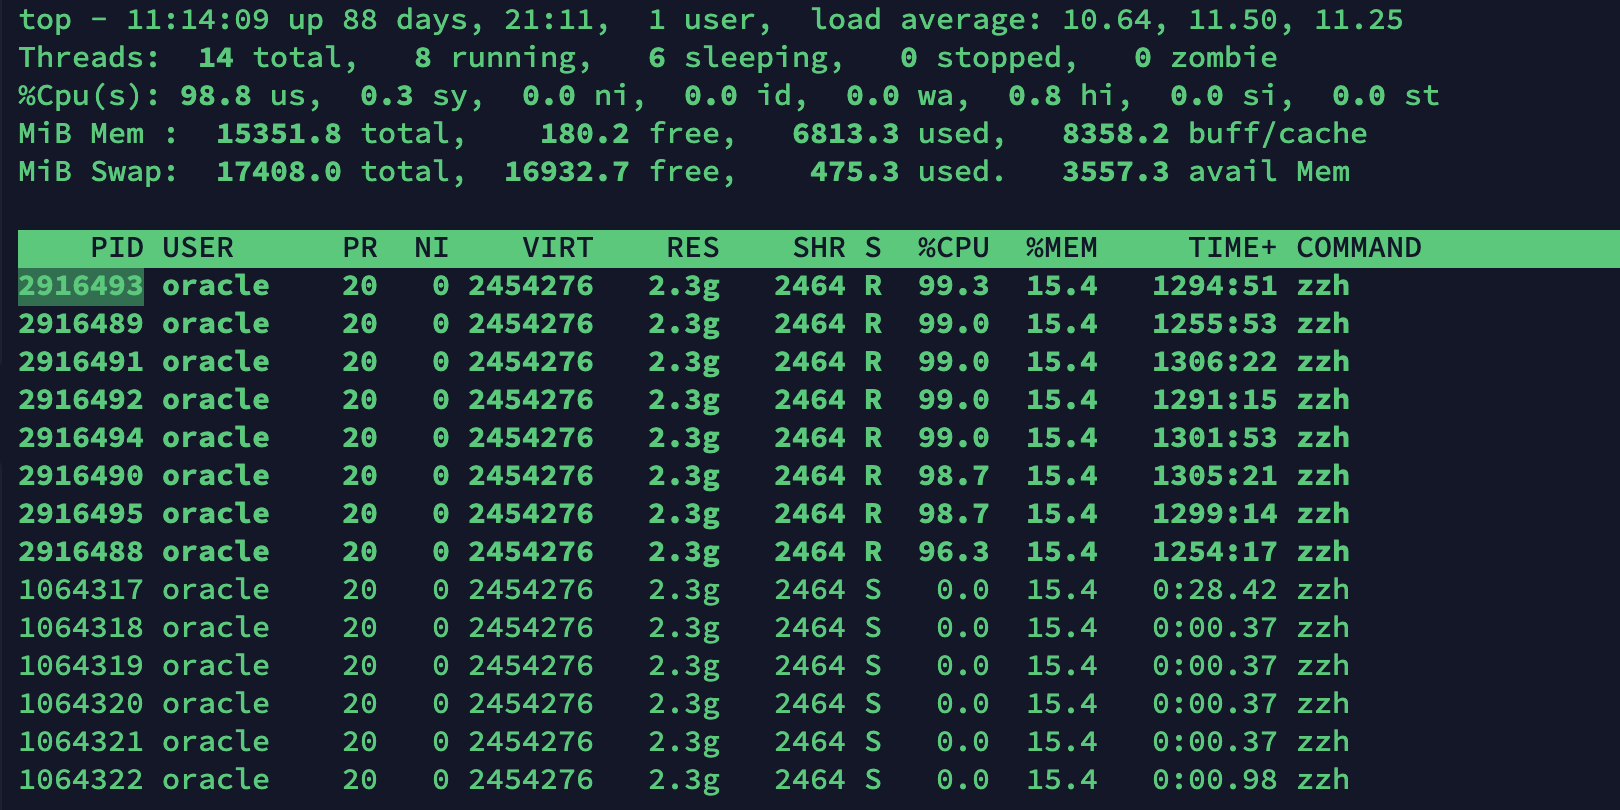 top - 11:14:09 up 88 days, 21:11,  1 user,  load average: 10.64, 11.50, 11.25
Threads:  14 total,   8 running,   6 sleeping,   0 stopped,   0 zombie
%Cpu(s): 98.8 us,  0.3 sy,  0.0 ni,  0.0 id,  0.0 wa,  0.8 hi,  0.0 si,  0.0 st
MiB Mem :  15351.8 total,    180.2 free,   6813.3 used,   8358.2 buff/cache
MiB Swap:  17408.0 total,  16932.7 free,    475.3 used.   3557.3 avail Mem
    PID USER      PR  NI    VIRT    RES    SHR S  %CPU  %MEM     TIME+ COMMAND
2916493 oracle    20   0 2454276   2.3g   2464 R  99.3  15.4   1294:51 zzh
2916489 oracle    20   0 2454276   2.3g   2464 R  99.0  15.4   1255:53 zzh
2916491 oracle    20   0 2454276   2.3g   2464 R  99.0  15.4   1306:22 zzh
2916492 oracle    20   0 2454276   2.3g   2464 R  99.0  15.4   1291:15 zzh
2916494 oracle    20   0 2454276   2.3g   2464 R  99.0  15.4   1301:53 zzh
2916490 oracle    20   0 2454276   2.3g   2464 R  98.7  15.4   1305:21 zzh
2916495 oracle    20   0 2454276   2.3g   2464 R  98.7  15.4   1299:14 zzh
2916488 oracle    20   0 2454276   2.3g   2464 R  96.3  15.4   1254:17 zzh
1064317 oracle    20   0 2454276   2.3g   2464 S   0.0  15.4   0:28.42 zzh
1064318 oracle    20   0 2454276   2.3g   2464 S   0.0  15.4   0:00.37 zzh
1064319 oracle    20   0 2454276   2.3g   2464 S   0.0  15.4   0:00.37 zzh
1064320 oracle    20   0 2454276   2.3g   2464 S   0.0  15.4   0:00.37 zzh
1064321 oracle    20   0 2454276   2.3g   2464 S   0.0  15.4   0:00.37 zzh
1064322 oracle    20   0 2454276   2.3g   2464 S   0.0  15.4   0:00.98 zzh